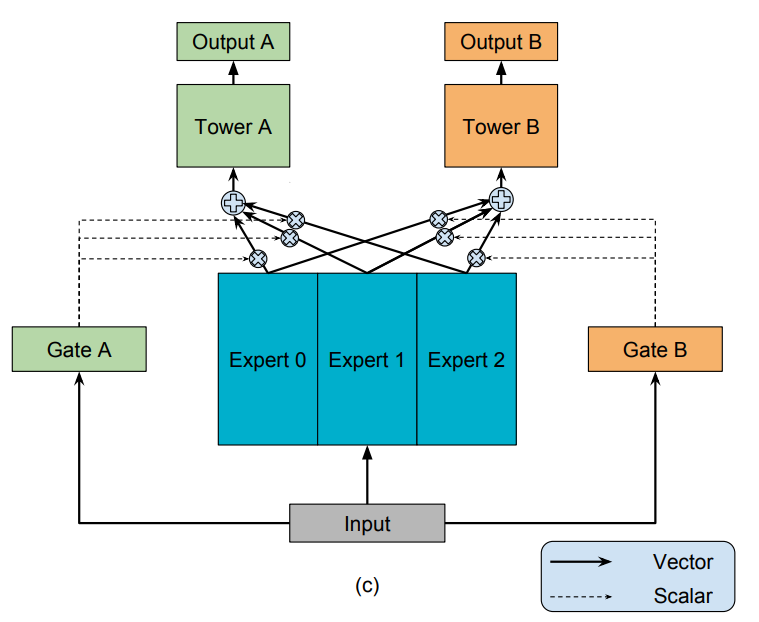 Output A
Output B
Tower A
Tower B
Gate A
Expert 0
Expert 1
Expert 2
Gate B
Input
Vector
Scalar
(c)